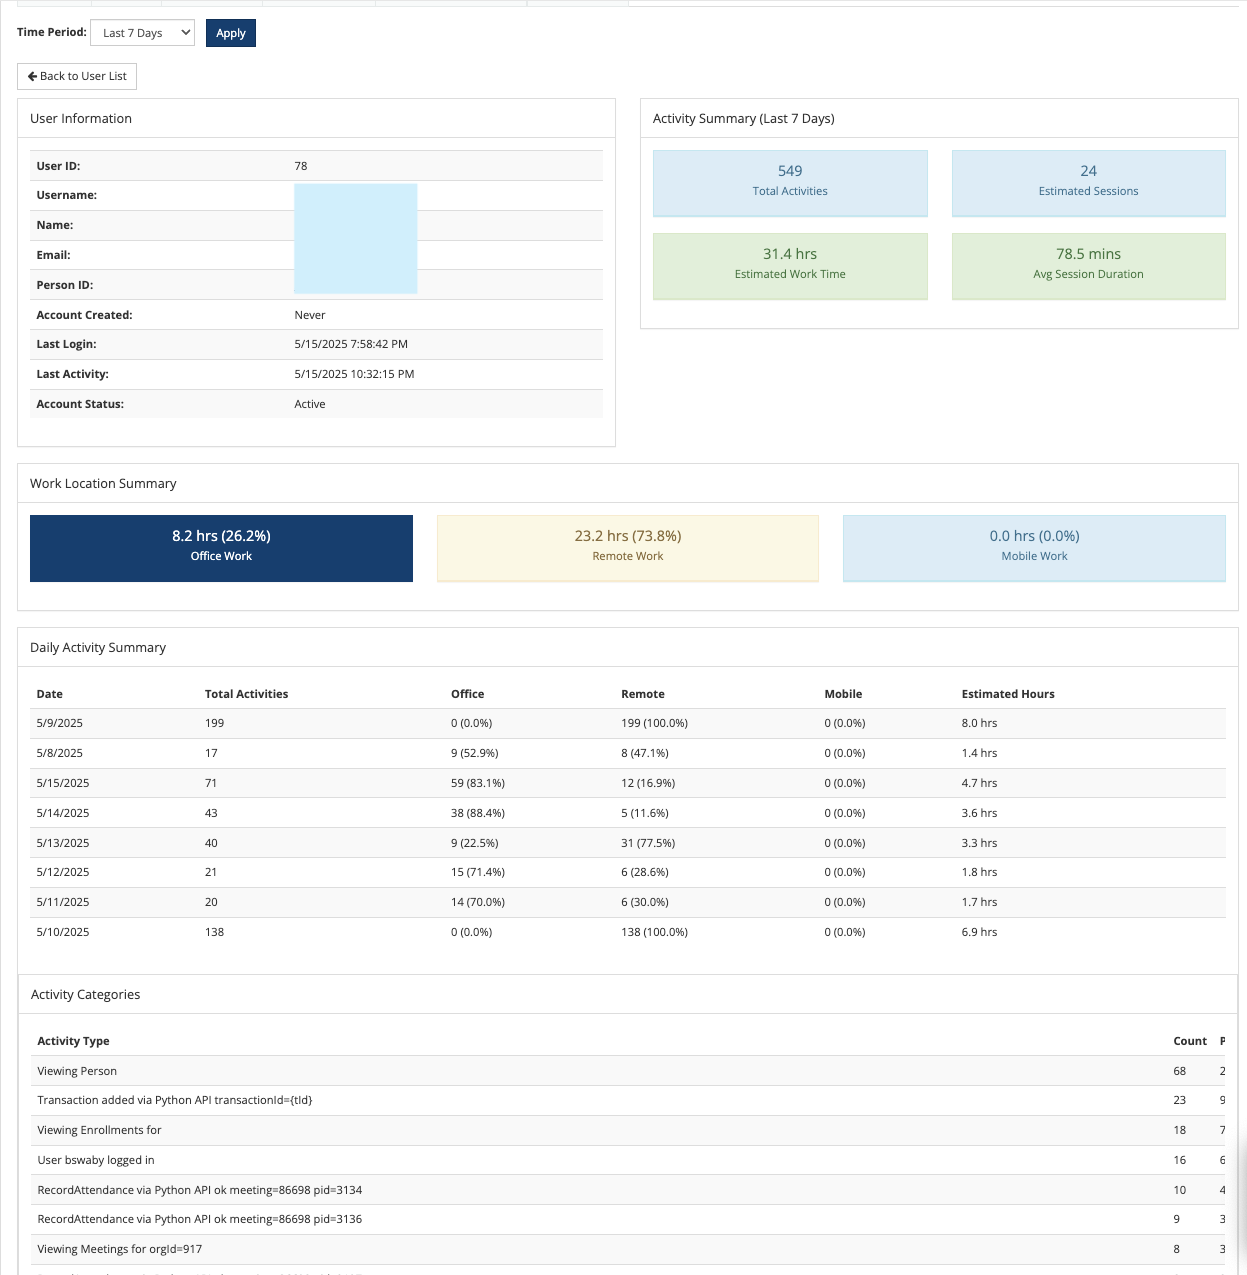 Time Period: Last 7 Days Apply
Back to User List
User Information
User ID: 78
Username:
Name:
Email:
Person ID:
Account Created: Never
Last Login: 5/15/2025 7:58:42 PM
Last Activity: 5/15/2025 10:32:15 PM
Account Status: Active
Activity Summary (Last 7 Days)
549
Total Activities
24
Estimated Sessions
31.4 hrs
Estimated Work Time
78.5 mins
Avg Session Duration
Work Location Summary
8.2 hrs (26.2%)
Office Work
23.2 hrs (73.8%)
Remote Work
0.0 hrs (0.0%)
Mobile Work
Daily Activity Summary
Date Total Activities Office Remote Mobile Estimated Hours
5/9/2025 199 0 (0.0%) 199 (100.0%) 0 (0.0%) 8.0 hrs
5/8/2025 17 9 (52.9%) 8 (47.1%) 0 (0.0%) 1.4 hrs
5/15/2025 71 59 (83.1%) 12 (16.9%) 0 (0.0%) 4.7 hrs
5/14/2025 43 38 (88.4%) 5 (11.6%) 0 (0.0%) 3.6 hrs
5/13/2025 40 9 (22.5%) 31 (77.5%) 0 (0.0%) 3.3 hrs
5/12/2025 21 15 (71.4%) 6 (28.6%) 0 (0.0%) 1.8 hrs
5/11/2025 20 14 (70.0%) 6 (30.0%) 0 (0.0%) 1.7 hrs
5/10/2025 138 0 (0.0%) 138 (100.0%) 0 (0.0%) 6.9 hrs
Activity Categories
Activity Type Count P
Viewing Person 68 2
Transaction added via Python API transactionId={tId} 23 9
Viewing Enrollments for 18 7
User bswaby logged in 16 6
RecordAttendance via Python API ok meeting=86698 pid=3134 10 4
RecordAttendance via Python API ok meeting=86698 pid=3136 9 3
Viewing Meetings for orgId=917 8 3